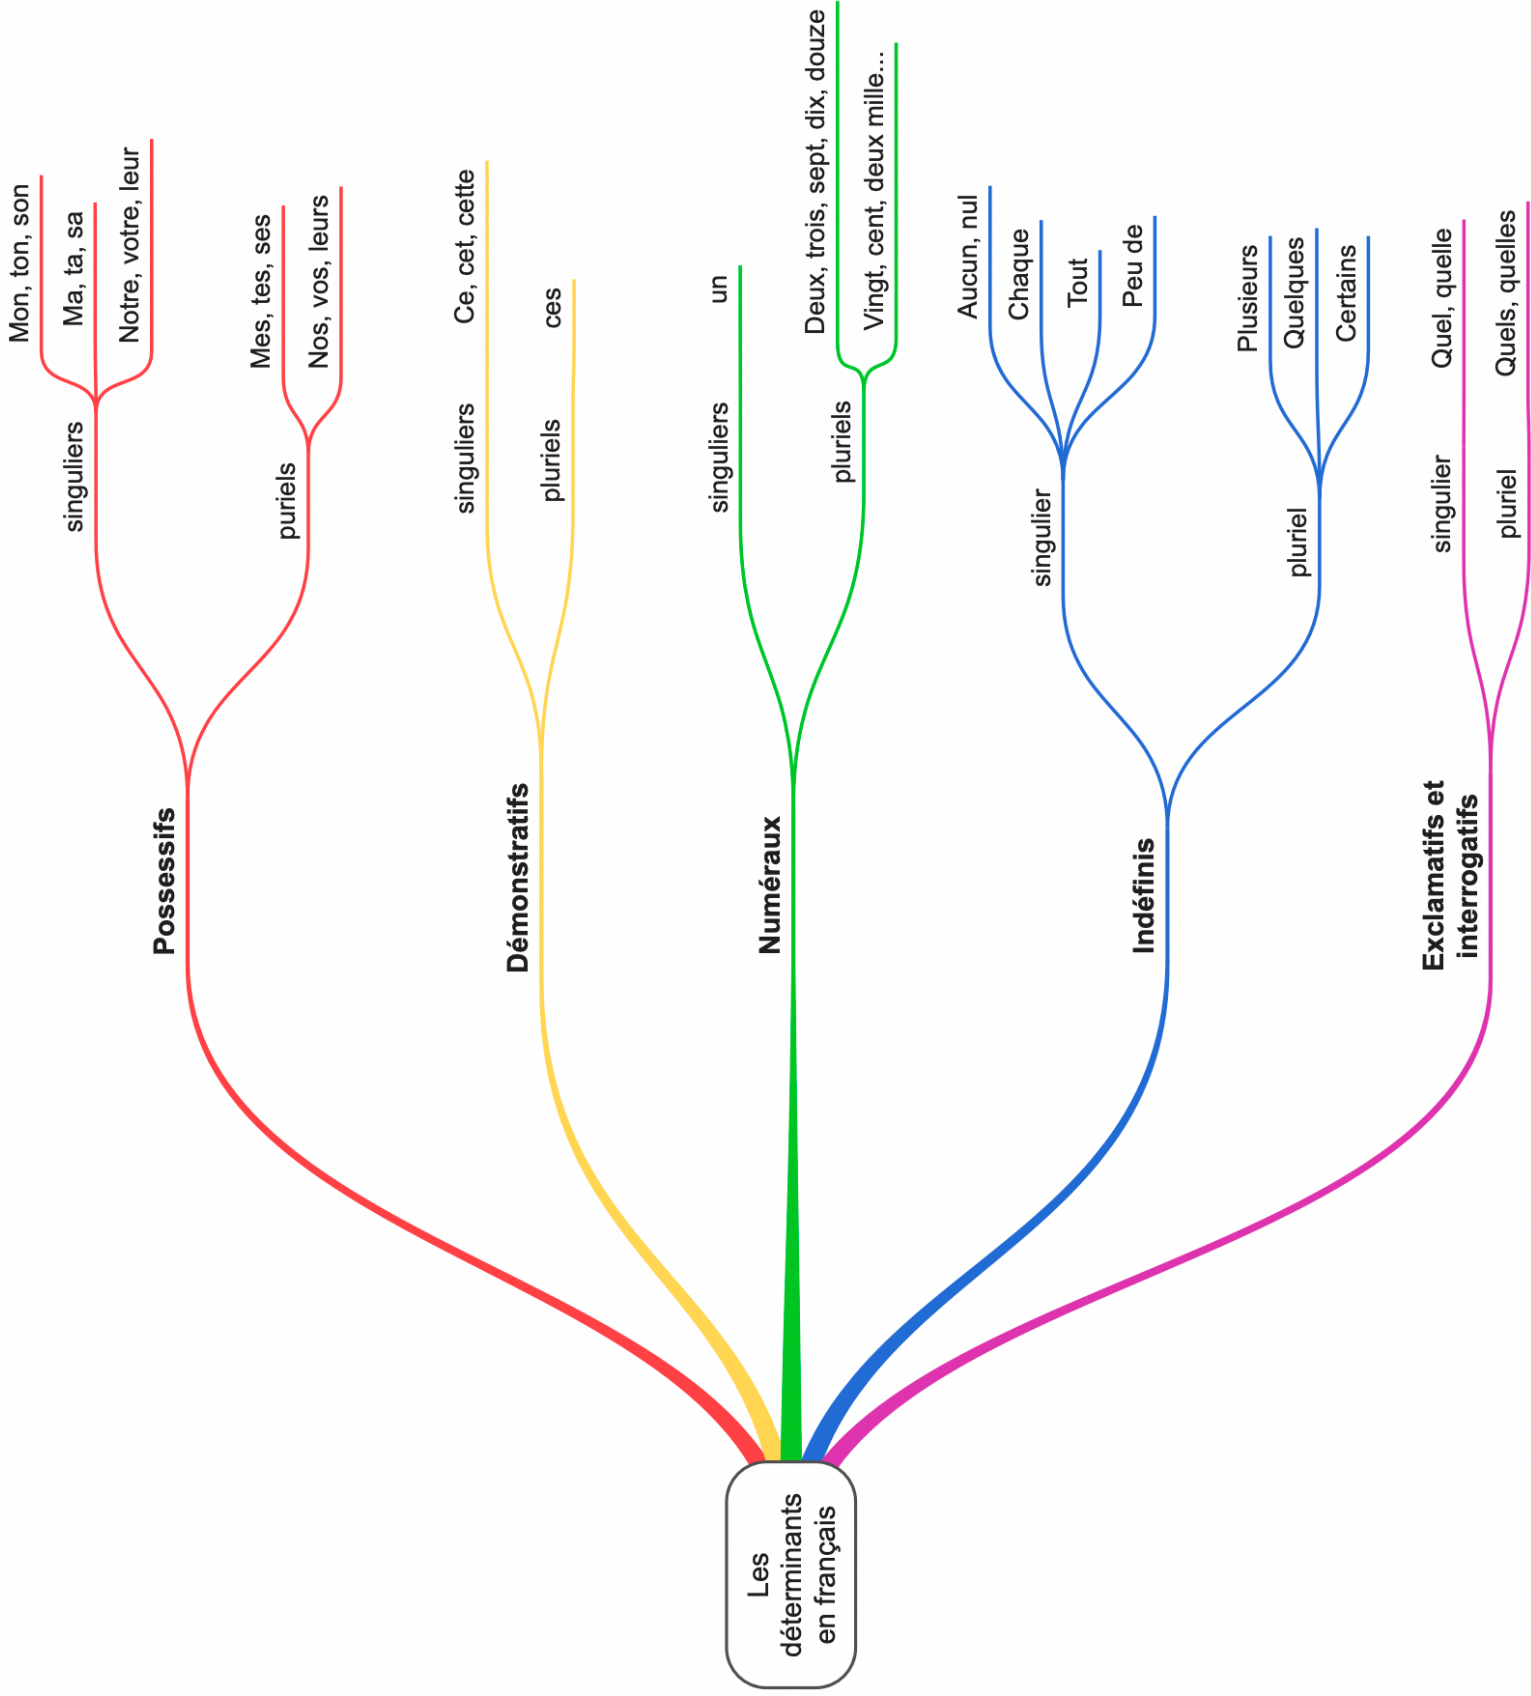 Les
déterminants
en français
Possessifs
singuliers
Mon, ton, son
Ma, ta, sa
Notre, votre, leur
puriels
Mes, tes, ses
Nos, vos, leurs
Démonstratifs
singuliers
Ce, cet, cette
pluriels
ces
Numéraux
singuliers
un
pluriels
Deux, trois, sept, dix, douze
Vingt, cent, deux mille...
Indéfinis
singulier
Aucun, nul
Chaque
Tout
Peu de
pluriel
Plusieurs
Quelques
Certains
Exclamatifs et
interrogatifs
singulier
Quel, quelle
pluriel
Quels, quelles